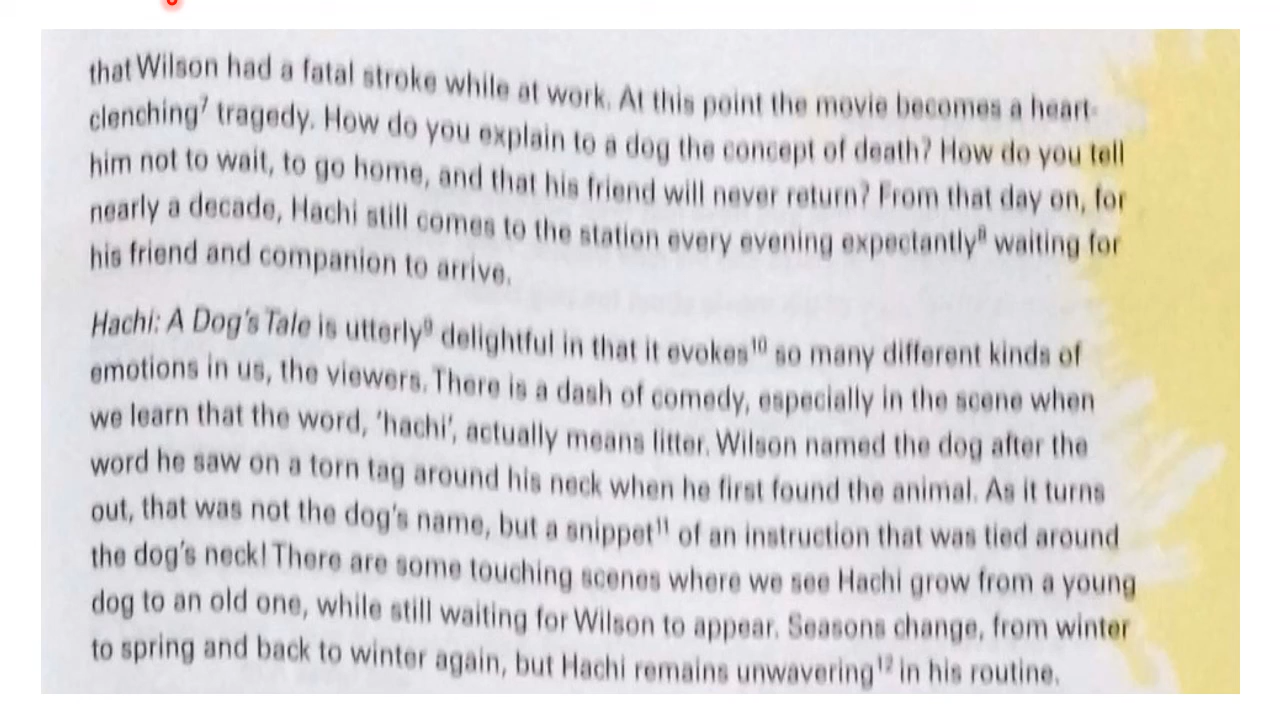 that Wilson had a fatal stroke while at work. At this point the movie becomes a heart-
clenching⁷ tragedy. How do you explain to a dog the concept of death? How do you tell
him not to wait, to go home, and that his friend will never return? From that day on, for
nearly a decade, Hachi still comes to the station every evening expectantly⁸ waiting for
his friend and companion to arrive.
Hachi: A Dog's Tale is utterly⁹ delightful in that it evokes¹⁰ so many different kinds of
emotions in us, the viewers. There is a dash of comedy, especially in the scene when
we learn that the word, 'hachi', actually means litter. Wilson named the dog after the
word he saw on a torn tag around his neck when he first found the animal. As it turns
out, that was not the dog's name, but a snippet¹¹ of an instruction that was tied around
the dog's neck! There are some touching scenes where we see Hachi grow from a young
dog to an old one, while still waiting for Wilson to appear. Seasons change, from winter
to spring and back to winter again, but Hachi remains unwavering¹² in his routine.